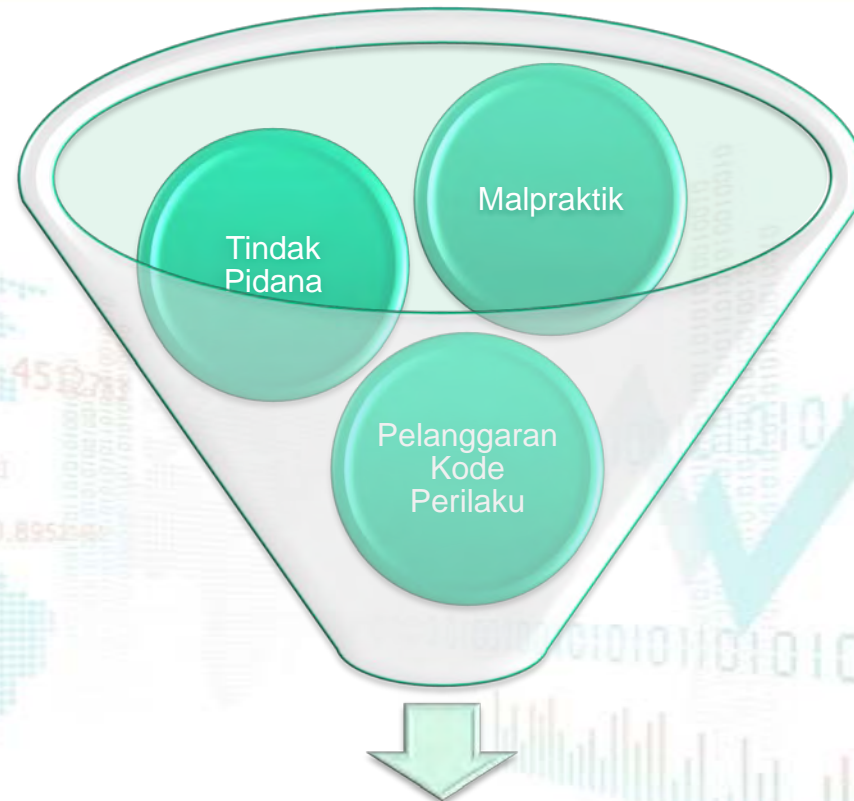 Malpraktik
Tindak
Pidana
Pelanggaran
Kode
Perilaku